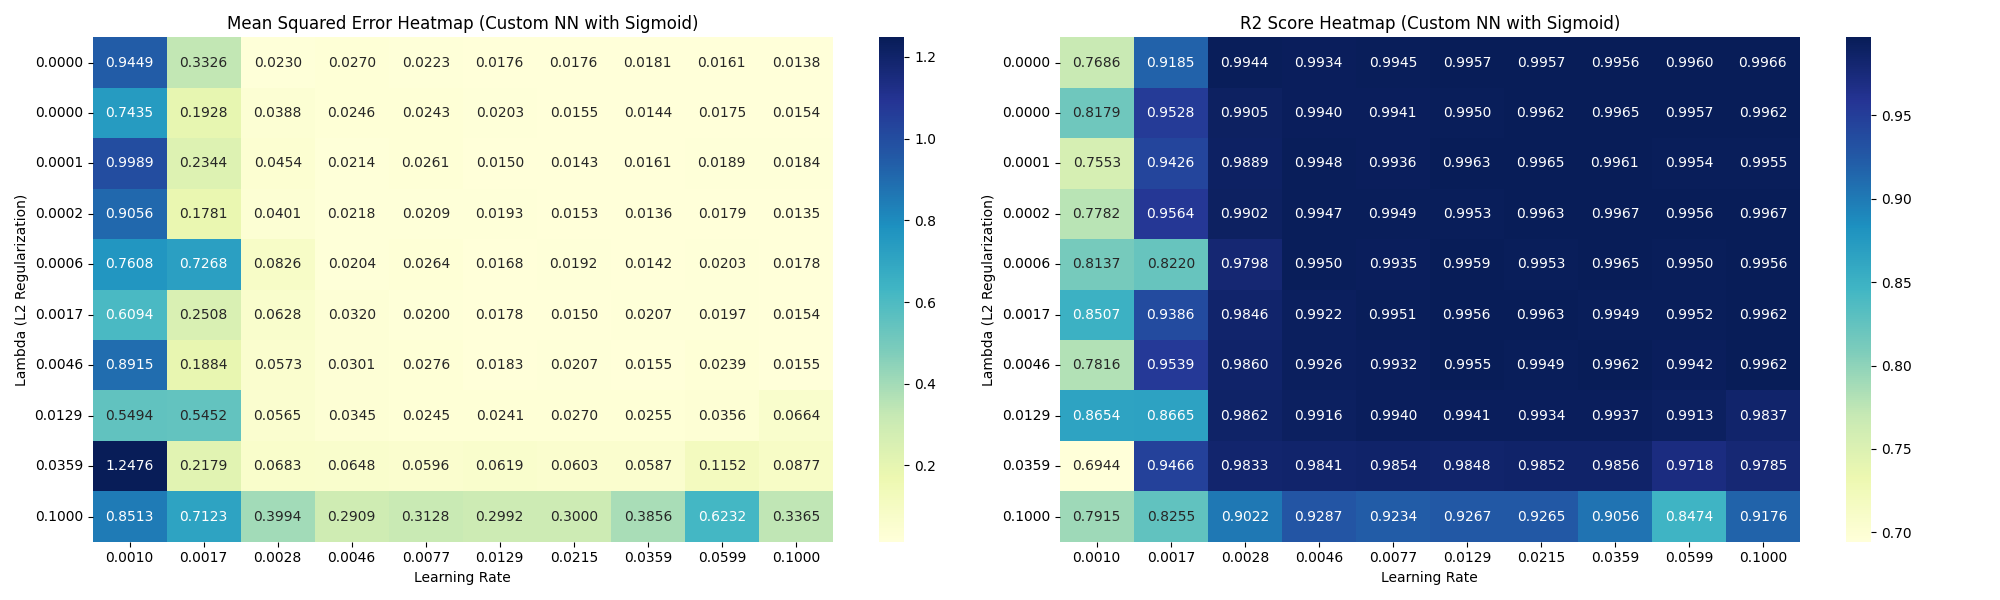 Mean Squared Error Heatmap (Custom NN with Sigmoid)
Lambda (L2 Regularization)
0.0000 0.9449 0.3326 0.0230 0.0270 0.0223 0.0176 0.0176 0.0181 0.0161 0.0138
0.0000 0.7435 0.1928 0.0388 0.0246 0.0243 0.0203 0.0155 0.0144 0.0175 0.0154
0.0001 0.9989 0.2344 0.0454 0.0214 0.0261 0.0150 0.0143 0.0161 0.0189 0.0184
0.0002 0.9056 0.1781 0.0401 0.0218 0.0209 0.0193 0.0153 0.0136 0.0179 0.0135
0.0006 0.7608 0.7268 0.0826 0.0204 0.0264 0.0168 0.0192 0.0142 0.0203 0.0178
0.0017 0.6094 0.2508 0.0628 0.0320 0.0200 0.0178 0.0150 0.0207 0.0197 0.0154
0.0046 0.8915 0.1884 0.0573 0.0301 0.0276 0.0183 0.0207 0.0155 0.0239 0.0155
0.0129 0.5494 0.5452 0.0565 0.0345 0.0245 0.0241 0.0270 0.0255 0.0356 0.0664
0.0359 1.2476 0.2179 0.0683 0.0648 0.0596 0.0619 0.0603 0.0587 0.1152 0.0877
0.1000 0.8513 0.7123 0.3994 0.2909 0.3128 0.2992 0.3000 0.3856 0.6232 0.3365
0.0010 0.0017 0.0028 0.0046 0.0077 0.0129 0.0215 0.0359 0.0599 0.1000
Learning Rate
1.2
1.0
0.8
0.6
0.4
0.2
R2 Score Heatmap (Custom NN with Sigmoid)
Lambda (L2 Regularization)
0.0000 0.7686 0.9185 0.9944 0.9934 0.9945 0.9957 0.9957 0.9956 0.9960 0.9966
0.0000 0.8179 0.9528 0.9905 0.9940 0.9941 0.9950 0.9962 0.9965 0.9957 0.9962
0.0001 0.7553 0.9426 0.9889 0.9948 0.9936 0.9963 0.9965 0.9961 0.9954 0.9955
0.0002 0.7782 0.9564 0.9902 0.9947 0.9949 0.9953 0.9963 0.9967 0.9956 0.9967
0.0006 0.8137 0.8220 0.9798 0.9950 0.9935 0.9959 0.9953 0.9965 0.9950 0.9956
0.0017 0.8507 0.9386 0.9846 0.9922 0.9951 0.9956 0.9963 0.9949 0.9952 0.9962
0.0046 0.7816 0.9539 0.9860 0.9926 0.9932 0.9955 0.9949 0.9962 0.9942 0.9962
0.0129 0.8654 0.8665 0.9862 0.9916 0.9940 0.9941 0.9934 0.9937 0.9913 0.9837
0.0359 0.6944 0.9466 0.9833 0.9841 0.9854 0.9848 0.9852 0.9856 0.9718 0.9785
0.1000 0.7915 0.8255 0.9022 0.9287 0.9234 0.9267 0.9265 0.9056 0.8474 0.9176
0.0010 0.0017 0.0028 0.0046 0.0077 0.0129 0.0215 0.0359 0.0599 0.1000
Learning Rate
0.95
0.90
0.85
0.80
0.75
0.70